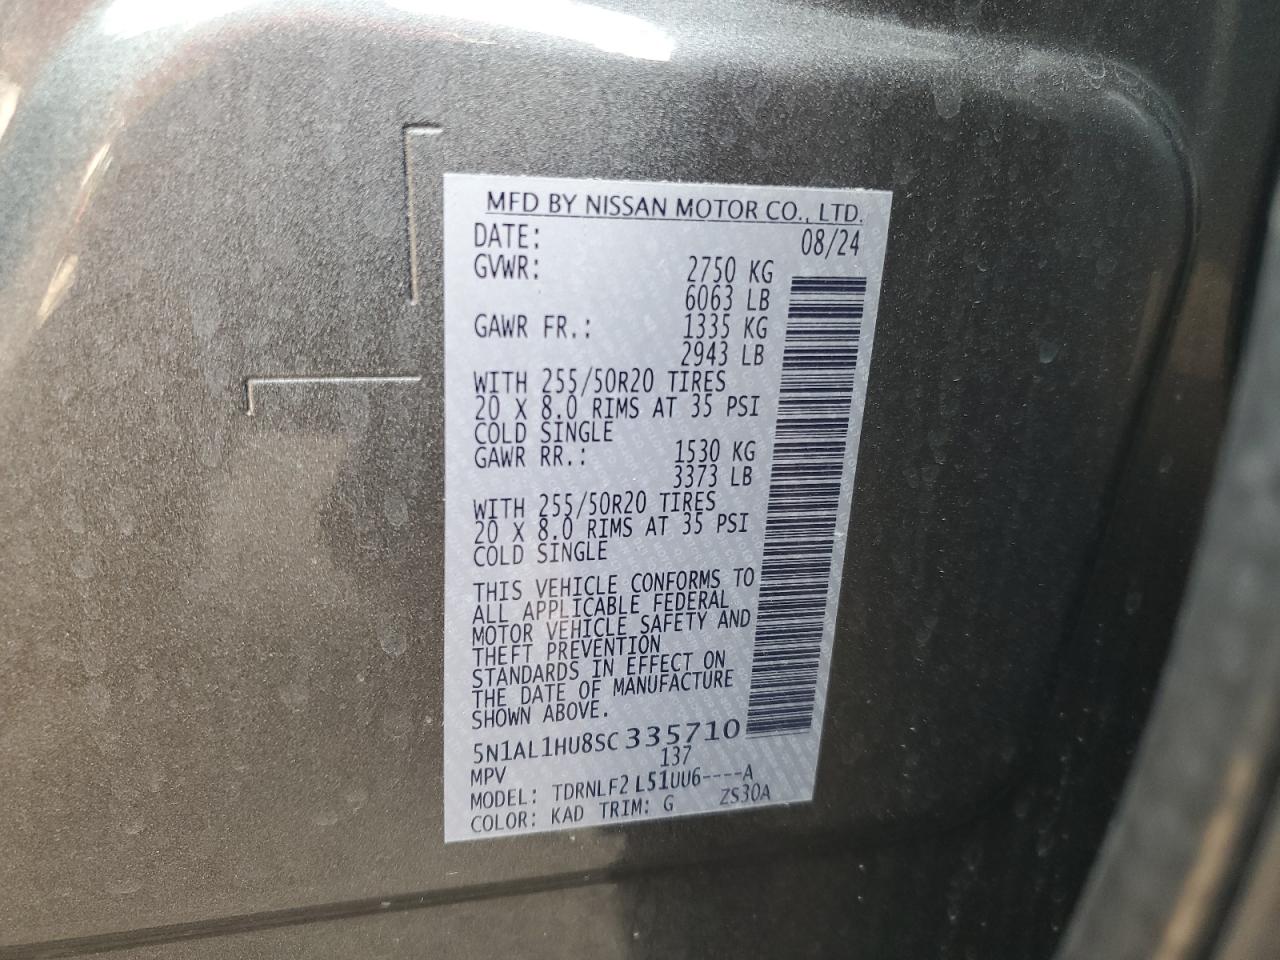 MFD BY NISSAN MOTOR CO., LTD.
DATE: 08/24
GVWR: 2750 KG
6063 LB
GAWR FR.: 1335 KG
2943 LB
WITH 255/50R20 TIRES
20 X 8.0 RIMS AT 35 PSI
COLD SINGLE
GAWR RR.: 1530 KG
3373 LB
WITH 255/50R20 TIRES
20 X 8.0 RIMS AT 35 PSI
COLD SINGLE
THIS VEHICLE CONFORMS TO
ALL APPLICABLE FEDERAL
MOTOR VEHICLE SAFETY AND
THEFT PREVENTION
STANDARDS IN EFFECT ON
THE DATE OF MANUFACTURE
SHOWN ABOVE.
5N1AL1HU8SC 335710
MPV 137
MODEL: TDRNLF2 L51UU6----A
COLOR: KAD TRIM: G ZS30A